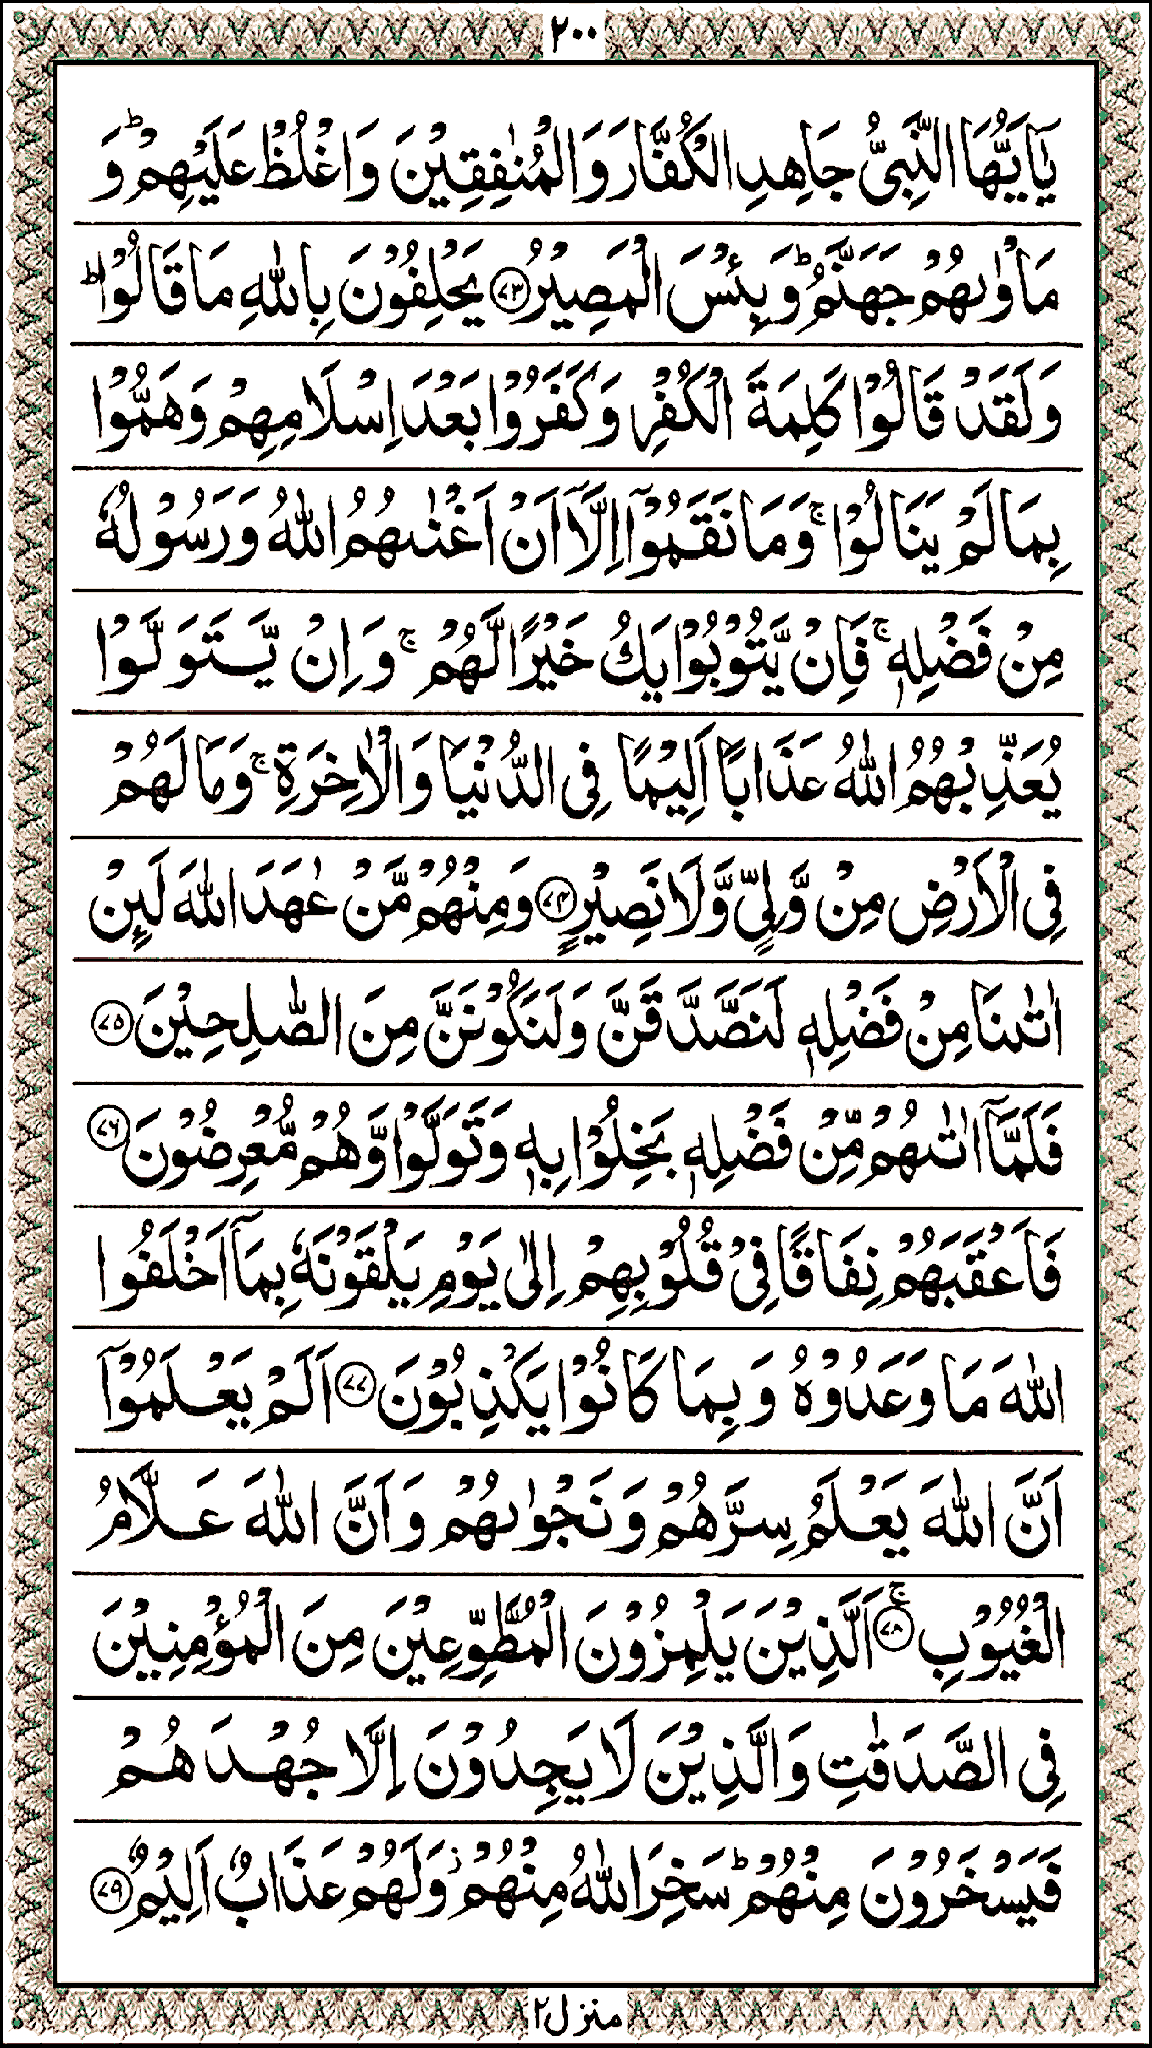 ٢٠٠
يٰۤاَيُّهَا النَّبِيُّ جَاهِدِ الْكُفَّارَ وَالْمُنٰفِقِيْنَ وَاغْلُظْ عَلَيْهِمْ ؕ وَ
مَاْوٰىهُمْ جَهَنَّمُ ؕ وَبِئْسَ الْمَصِيْرُ ﴿۷۳﴾ يَحْلِفُوْنَ بِاللّٰهِ مَا قَالُوْا ؕ
وَلَقَدْ قَالُوْا كَلِمَةَ الْكُفْرِ وَكَفَرُوْا بَعْدَ اِسْلَامِهِمْ وَهَمُّوْا
بِمَا لَمْ يَنَالُوْا ۚ وَمَا نَقَمُوْۤا اِلَّاۤ اَنْ اَغْنٰىهُمُ اللّٰهُ وَرَسُوْلُهٗ
مِنْ فَضْلِهٖ ۚ فَاِنْ يَّتُوْبُوْا يَكُ خَيْرًا لَّهُمْ ۚ وَاِنْ يَّتَوَلَّوْا
يُعَذِّبْهُمُ اللّٰهُ عَذَابًا اَلِيْمًا فِي الدُّنْيَا وَالْاٰخِرَةِ ۚ وَمَا لَهُمْ
فِي الْاَرْضِ مِنْ وَّلِيٍّ وَّلَا نَصِيْرٍ ﴿۷۴﴾ وَمِنْهُمْ مَّنْ عٰهَدَ اللّٰهَ لَئِنْ
اٰتٰىنَا مِنْ فَضْلِهٖ لَنَصَّدَّقَنَّ وَلَنَكُوْنَنَّ مِنَ الصّٰلِحِيْنَ ﴿۷۵﴾
فَلَمَّاۤ اٰتٰىهُمْ مِّنْ فَضْلِهٖ بَخِلُوْا بِهٖ وَتَوَلَّوْا وَّهُمْ مُّعْرِضُوْنَ ﴿۷۶﴾
فَاَعْقَبَهُمْ نِفَاقًا فِيْ قُلُوْبِهِمْ اِلٰى يَوْمِ يَلْقَوْنَهٗ بِمَاۤ اَخْلَفُوا
اللّٰهَ مَا وَعَدُوْهُ وَبِمَا كَانُوْا يَكْذِبُوْنَ ﴿۷۷﴾ اَلَمْ يَعْلَمُوْۤا
اَنَّ اللّٰهَ يَعْلَمُ سِرَّهُمْ وَنَجْوٰىهُمْ وَاَنَّ اللّٰهَ عَلَّامُ
الْغُيُوْبِ ﴿۷۸﴾ ۚ اَلَّذِيْنَ يَلْمِزُوْنَ الْمُطَّوِّعِيْنَ مِنَ الْمُؤْمِنِيْنَ
فِي الصَّدَقٰتِ وَالَّذِيْنَ لَا يَجِدُوْنَ اِلَّا جُهْدَهُمْ
فَيَسْخَرُوْنَ مِنْهُمْ ؕ سَخِرَ اللّٰهُ مِنْهُمْ ۫ وَلَهُمْ عَذَابٌ اَلِيْمٌ ﴿۷۹﴾
منزل ٢